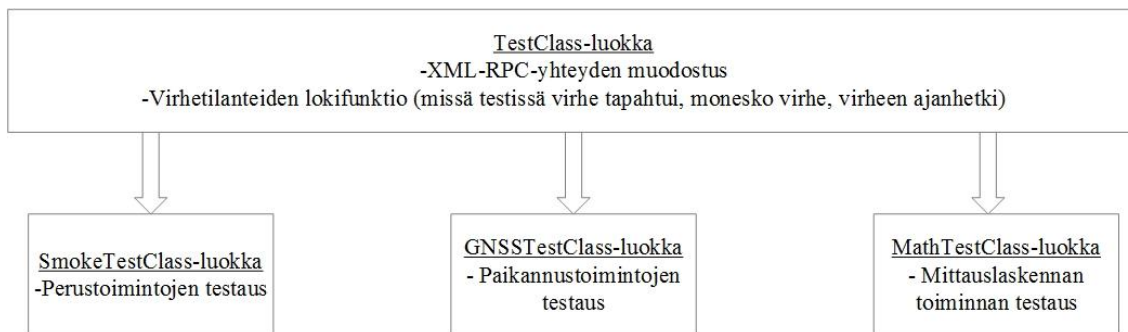 TestClass-luokka
-XML-RPC-yhteyden muodostus
-Virhetilanteiden lokifunktio (missä testissä virhe tapahtui, monesko virhe, virheen ajanhetki)
SmokeTestClass-luokka
-Perustoimintojen testaus
GNSSTestClass-luokka
- Paikannustoimintojen
testaus
MathTestClass-luokka
- Mittauslaskennan
toiminnan testaus